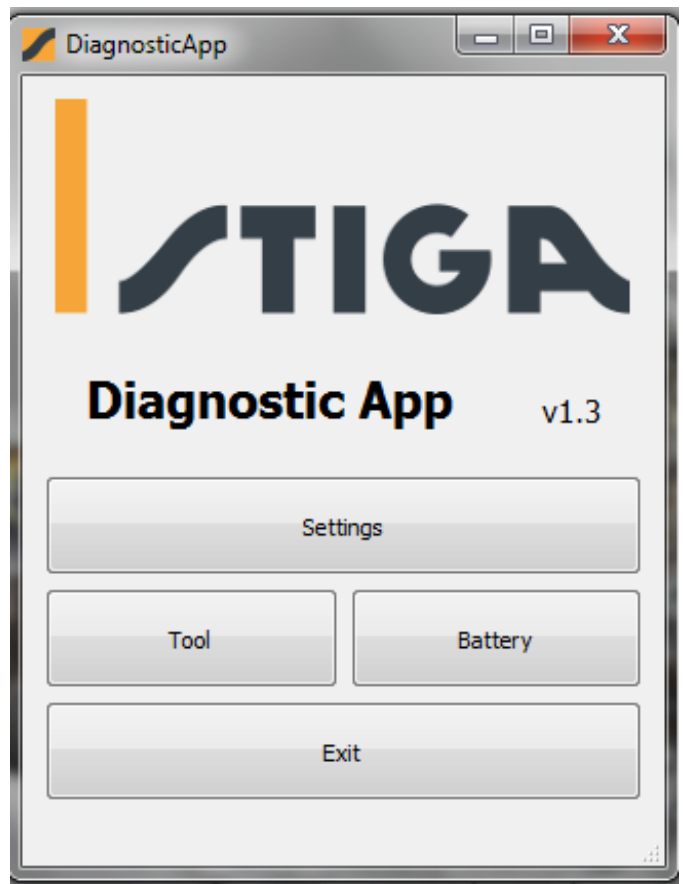 DiagnosticApp
STIGA
Diagnostic App v1.3
Settings
Tool Battery
Exit